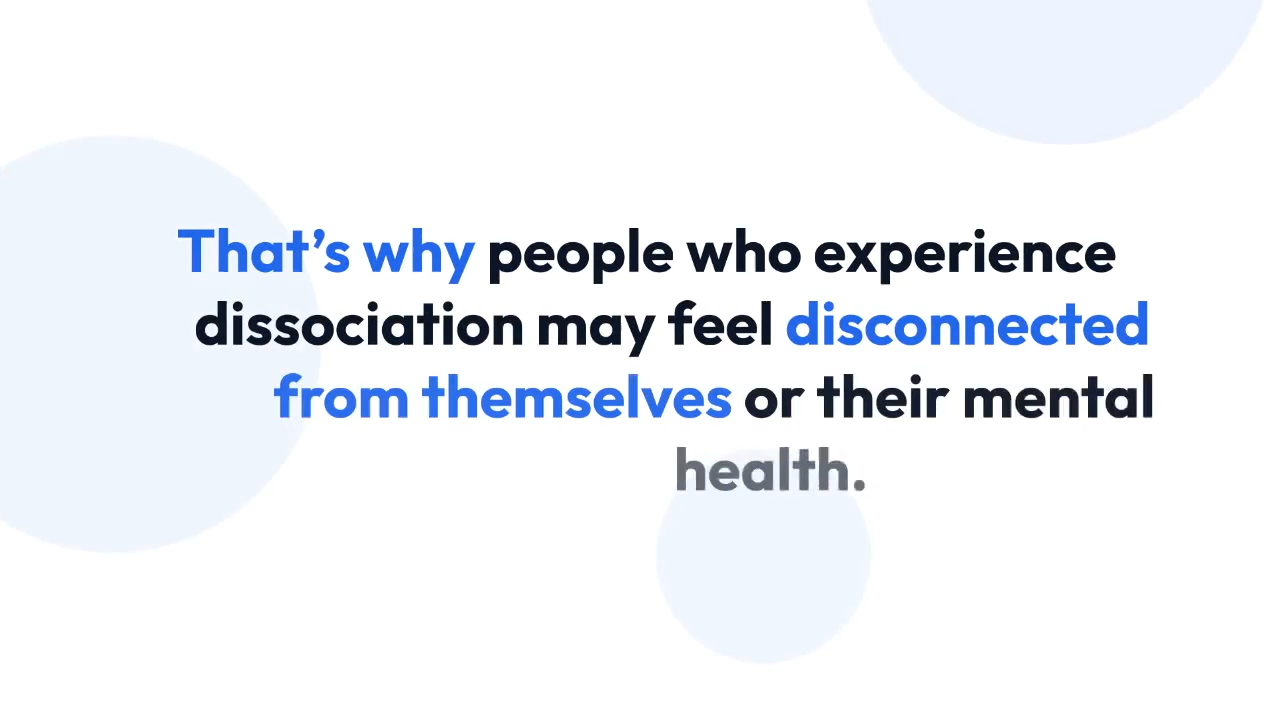 That’s why people who experience
dissociation may feel disconnected
from themselves or their mental
health.